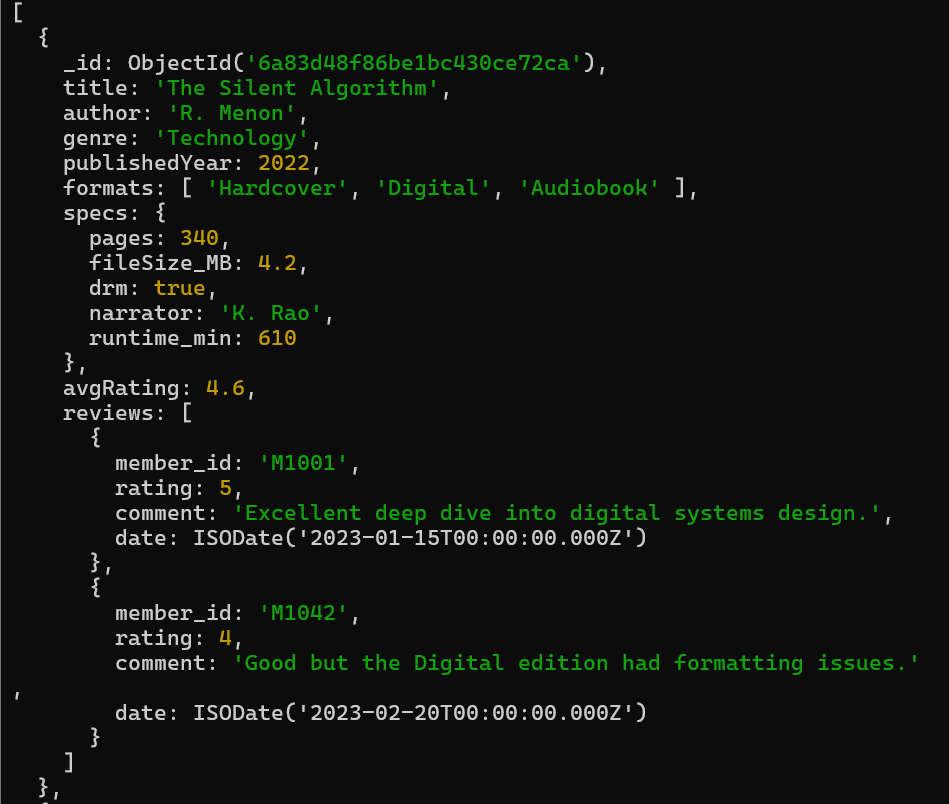 [
  {
    _id: ObjectId('6a83d48f86be1bc430ce72ca'),
    title: 'The Silent Algorithm',
    author: 'R. Menon',
    genre: 'Technology',
    publishedYear: 2022,
    formats: [ 'Hardcover', 'Digital', 'Audiobook' ],
    specs: {
      pages: 340,
      fileSize_MB: 4.2,
      drm: true,
      narrator: 'K. Rao',
      runtime_min: 610
    },
    avgRating: 4.6,
    reviews: [
      {
        member_id: 'M1001',
        rating: 5,
        comment: 'Excellent deep dive into digital systems design.',
        date: ISODate('2023-01-15T00:00:00.000Z')
      },
      {
        member_id: 'M1042',
        rating: 4,
        comment: 'Good but the Digital edition had formatting issues.'
,
        date: ISODate('2023-02-20T00:00:00.000Z')
      }
    ]
  },